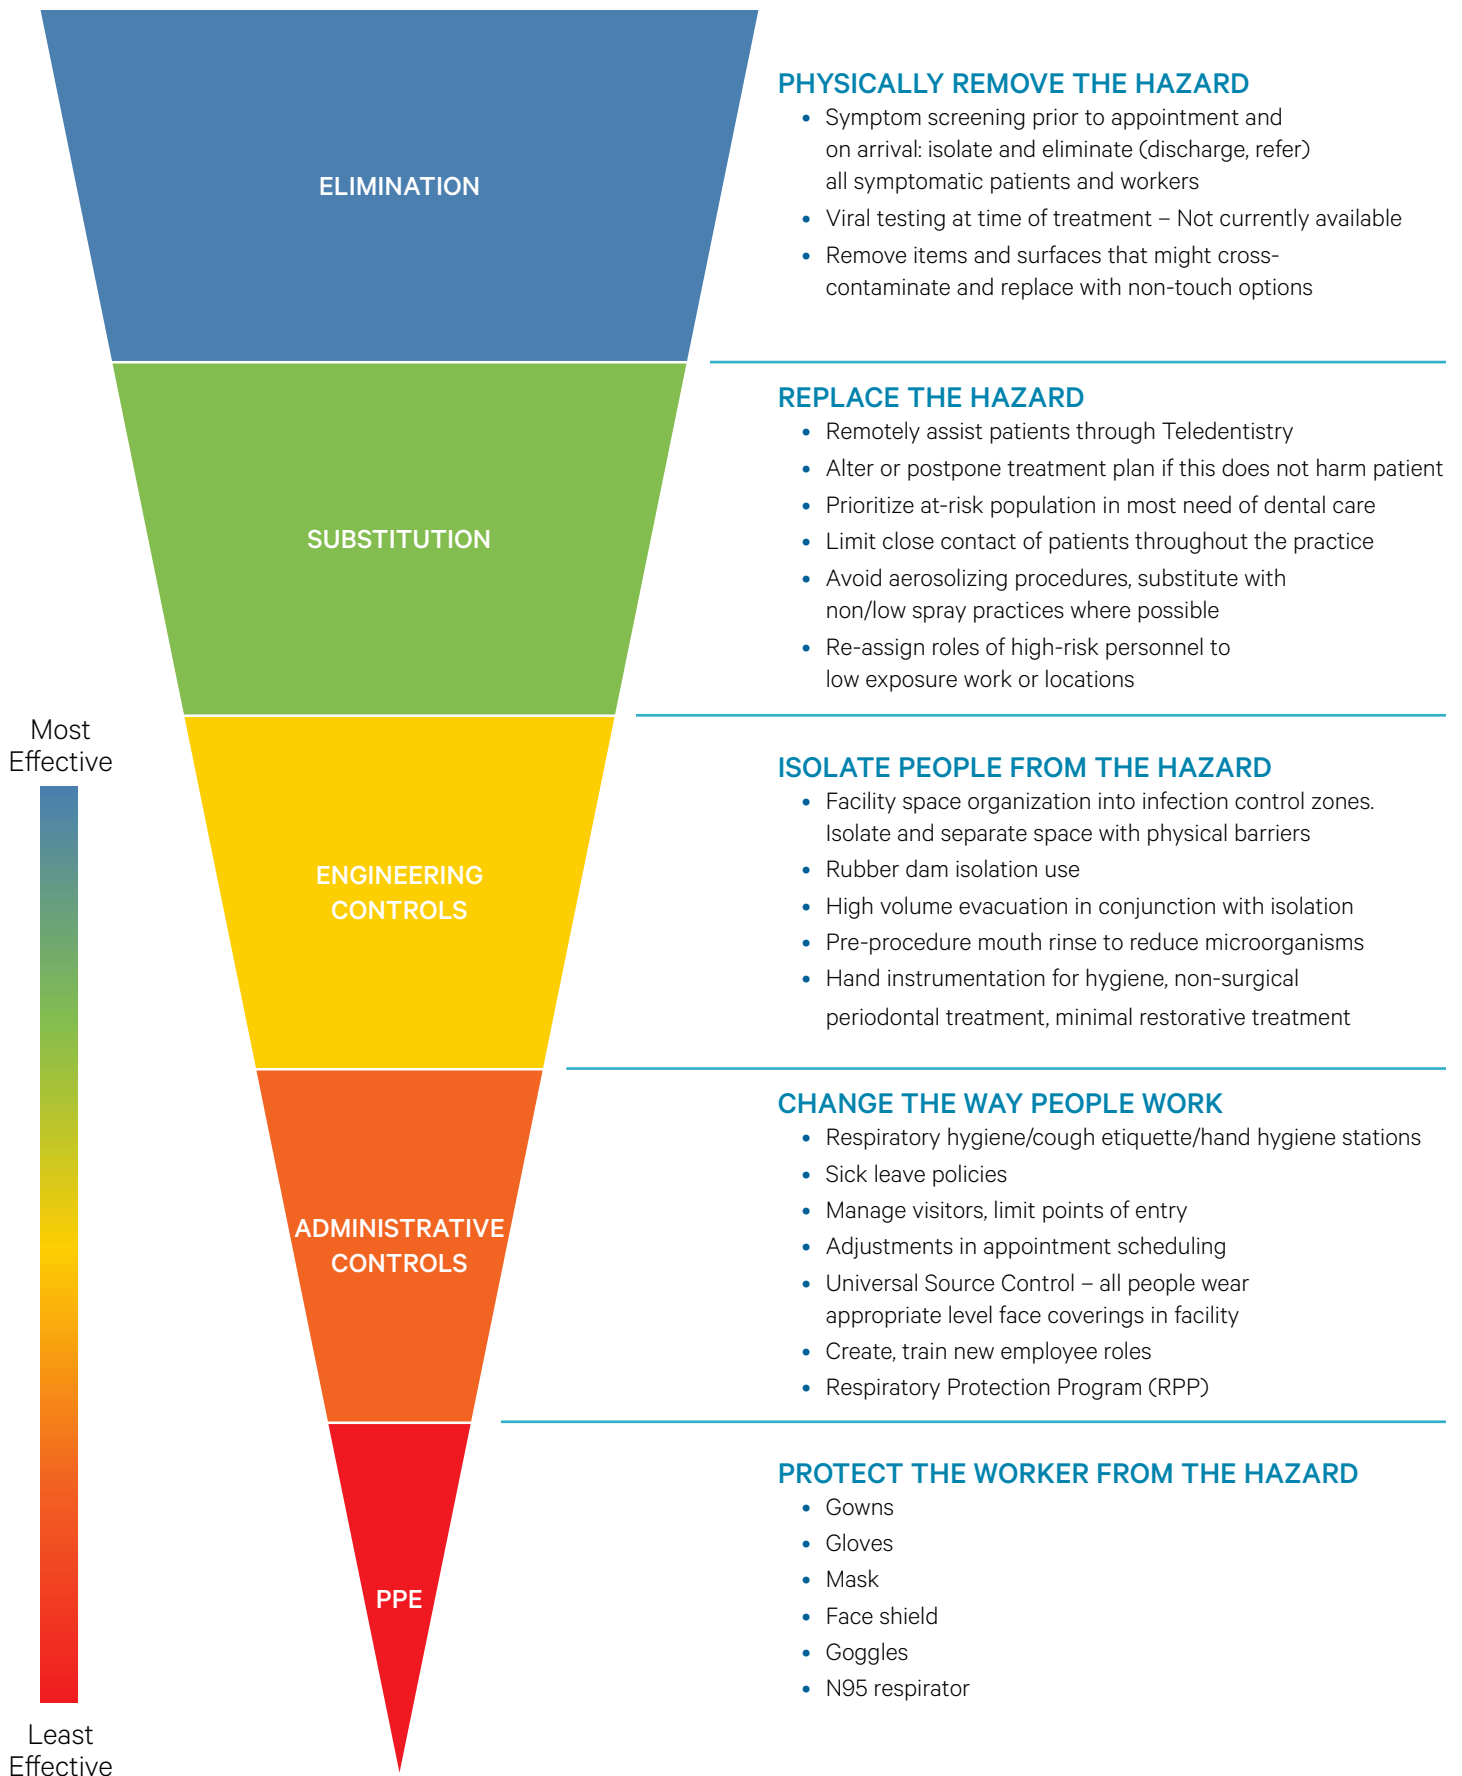 ELIMINATION
PHYSICALLY REMOVE THE HAZARD
• Symptom screening prior to appointment and
on arrival: isolate and eliminate (discharge, refer)
all symptomatic patients and workers
• Viral testing at time of treatment – Not currently available
• Remove items and surfaces that might cross-
contaminate and replace with non-touch options
SUBSTITUTION
REPLACE THE HAZARD
• Remotely assist patients through Teledentistry
• Alter or postpone treatment plan if this does not harm patient
• Prioritize at-risk population in most need of dental care
• Limit close contact of patients throughout the practice
• Avoid aerosolizing procedures, substitute with
non/low spray practices where possible
• Re-assign roles of high-risk personnel to
low exposure work or locations
Most
Effective
ENGINEERING
CONTROLS
ISOLATE PEOPLE FROM THE HAZARD
• Facility space organization into infection control zones.
Isolate and separate space with physical barriers
• Rubber dam isolation use
• High volume evacuation in conjunction with isolation
• Pre-procedure mouth rinse to reduce microorganisms
• Hand instrumentation for hygiene, non-surgical
periodontal treatment, minimal restorative treatment
ADMINISTRATIVE
CONTROLS
CHANGE THE WAY PEOPLE WORK
• Respiratory hygiene/cough etiquette/hand hygiene stations
• Sick leave policies
• Manage visitors, limit points of entry
• Adjustments in appointment scheduling
• Universal Source Control – all people wear
appropriate level face coverings in facility
• Create, train new employee roles
• Respiratory Protection Program (RPP)
PPE
PROTECT THE WORKER FROM THE HAZARD
• Gowns
• Gloves
• Mask
• Face shield
• Goggles
• N95 respirator
Least
Effective